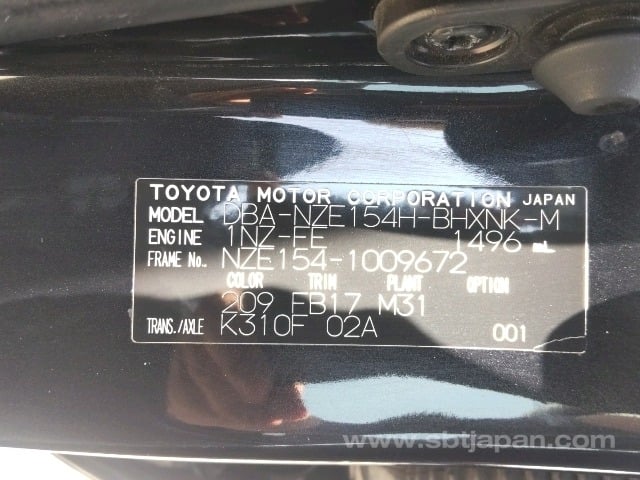 TOYOTA MOTOR CORPORATION JAPAN
MODEL DBA-NZE154H-BHXNK-M
ENGINE 1NZ-FE 1496 mL
FRAME No. NZE154-1009672
COLOR TRIM PLANT OPTION
209 FB17 M31
TRANS./AXLE K310F 02A 001
www.sbtjapan.com